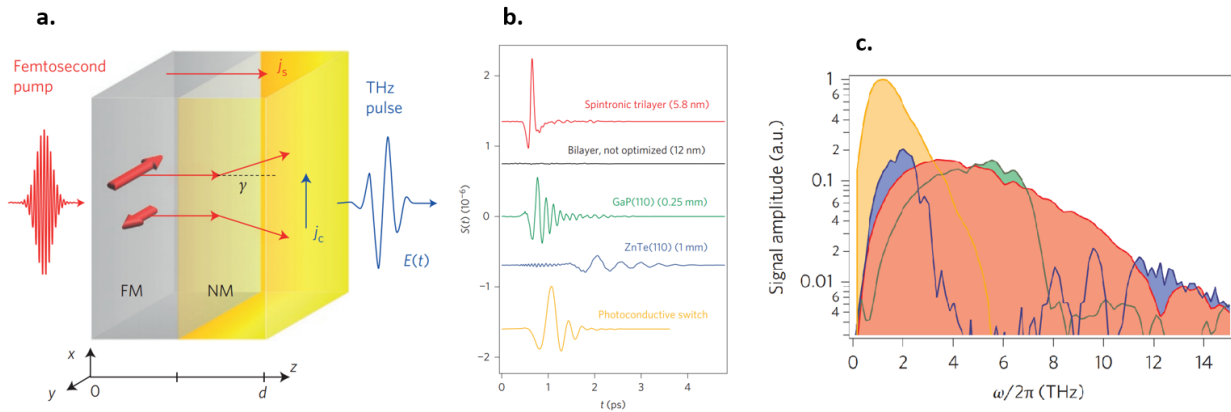 a.
Femtosecond
pump
j_s
THz
pulse
γ
j_c
E(t)
FM
NM
x
y
0
d
z
b.
2
1
0
−1
−2
S(t) (10⁻⁶)
Spintronic trilayer (5.8 nm)
Bilayer, not optimized (12 nm)
GaP(110) (0.25 mm)
ZnTe(110) (1 mm)
Photoconductive switch
0
1
2
3
4
t (ps)
c.
Signal amplitude (a.u.)
1
8
6
4
2
0.1
8
6
4
2
0.01
8
6
4
0
2
4
6
8
10
12
14
ω/2π (THz)